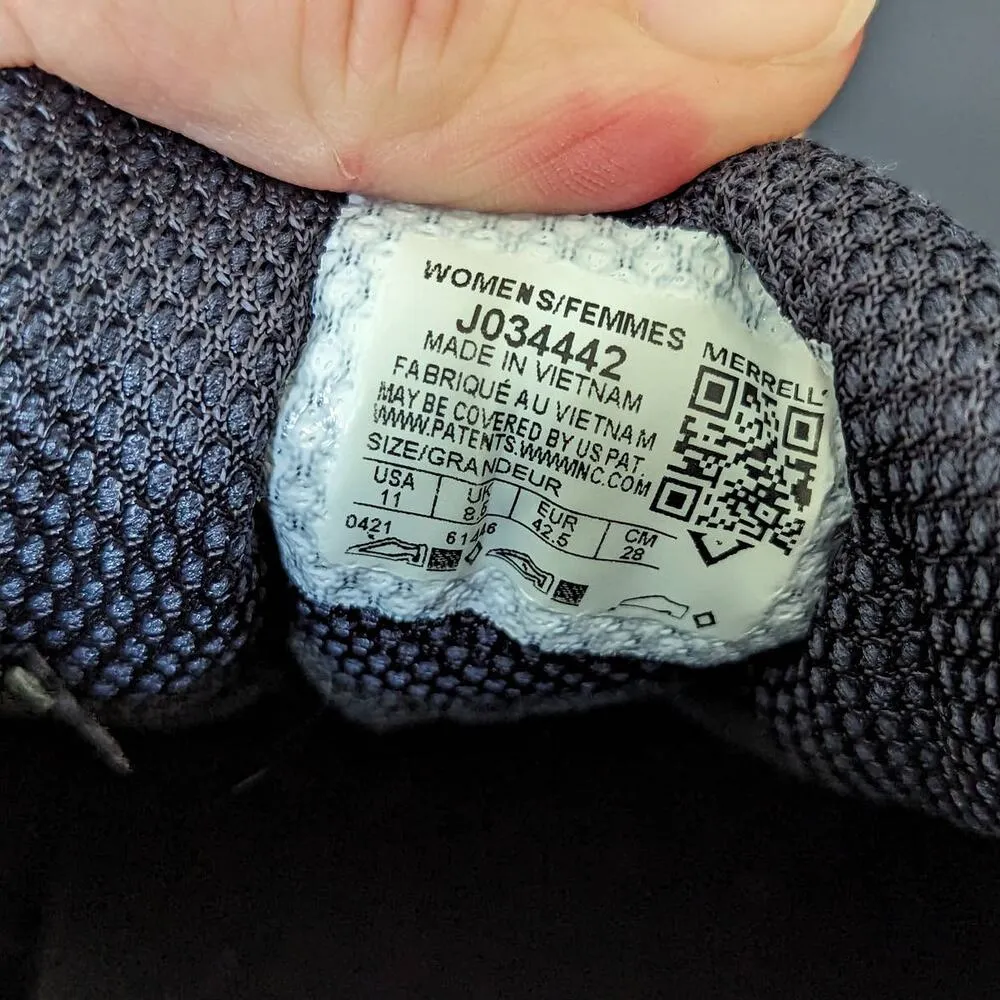 WOMENS/FEMMES
J034442
MADE IN VIETNAM
FABRIQUÉ AU VIETNAM
MAY BE COVERED BY US PAT.
WWW.PATENTS.WWWINC.COM
SIZE/GRANDEUR
USA UK EUR CM
11 8.5 42.5 28
0421
MERRELL